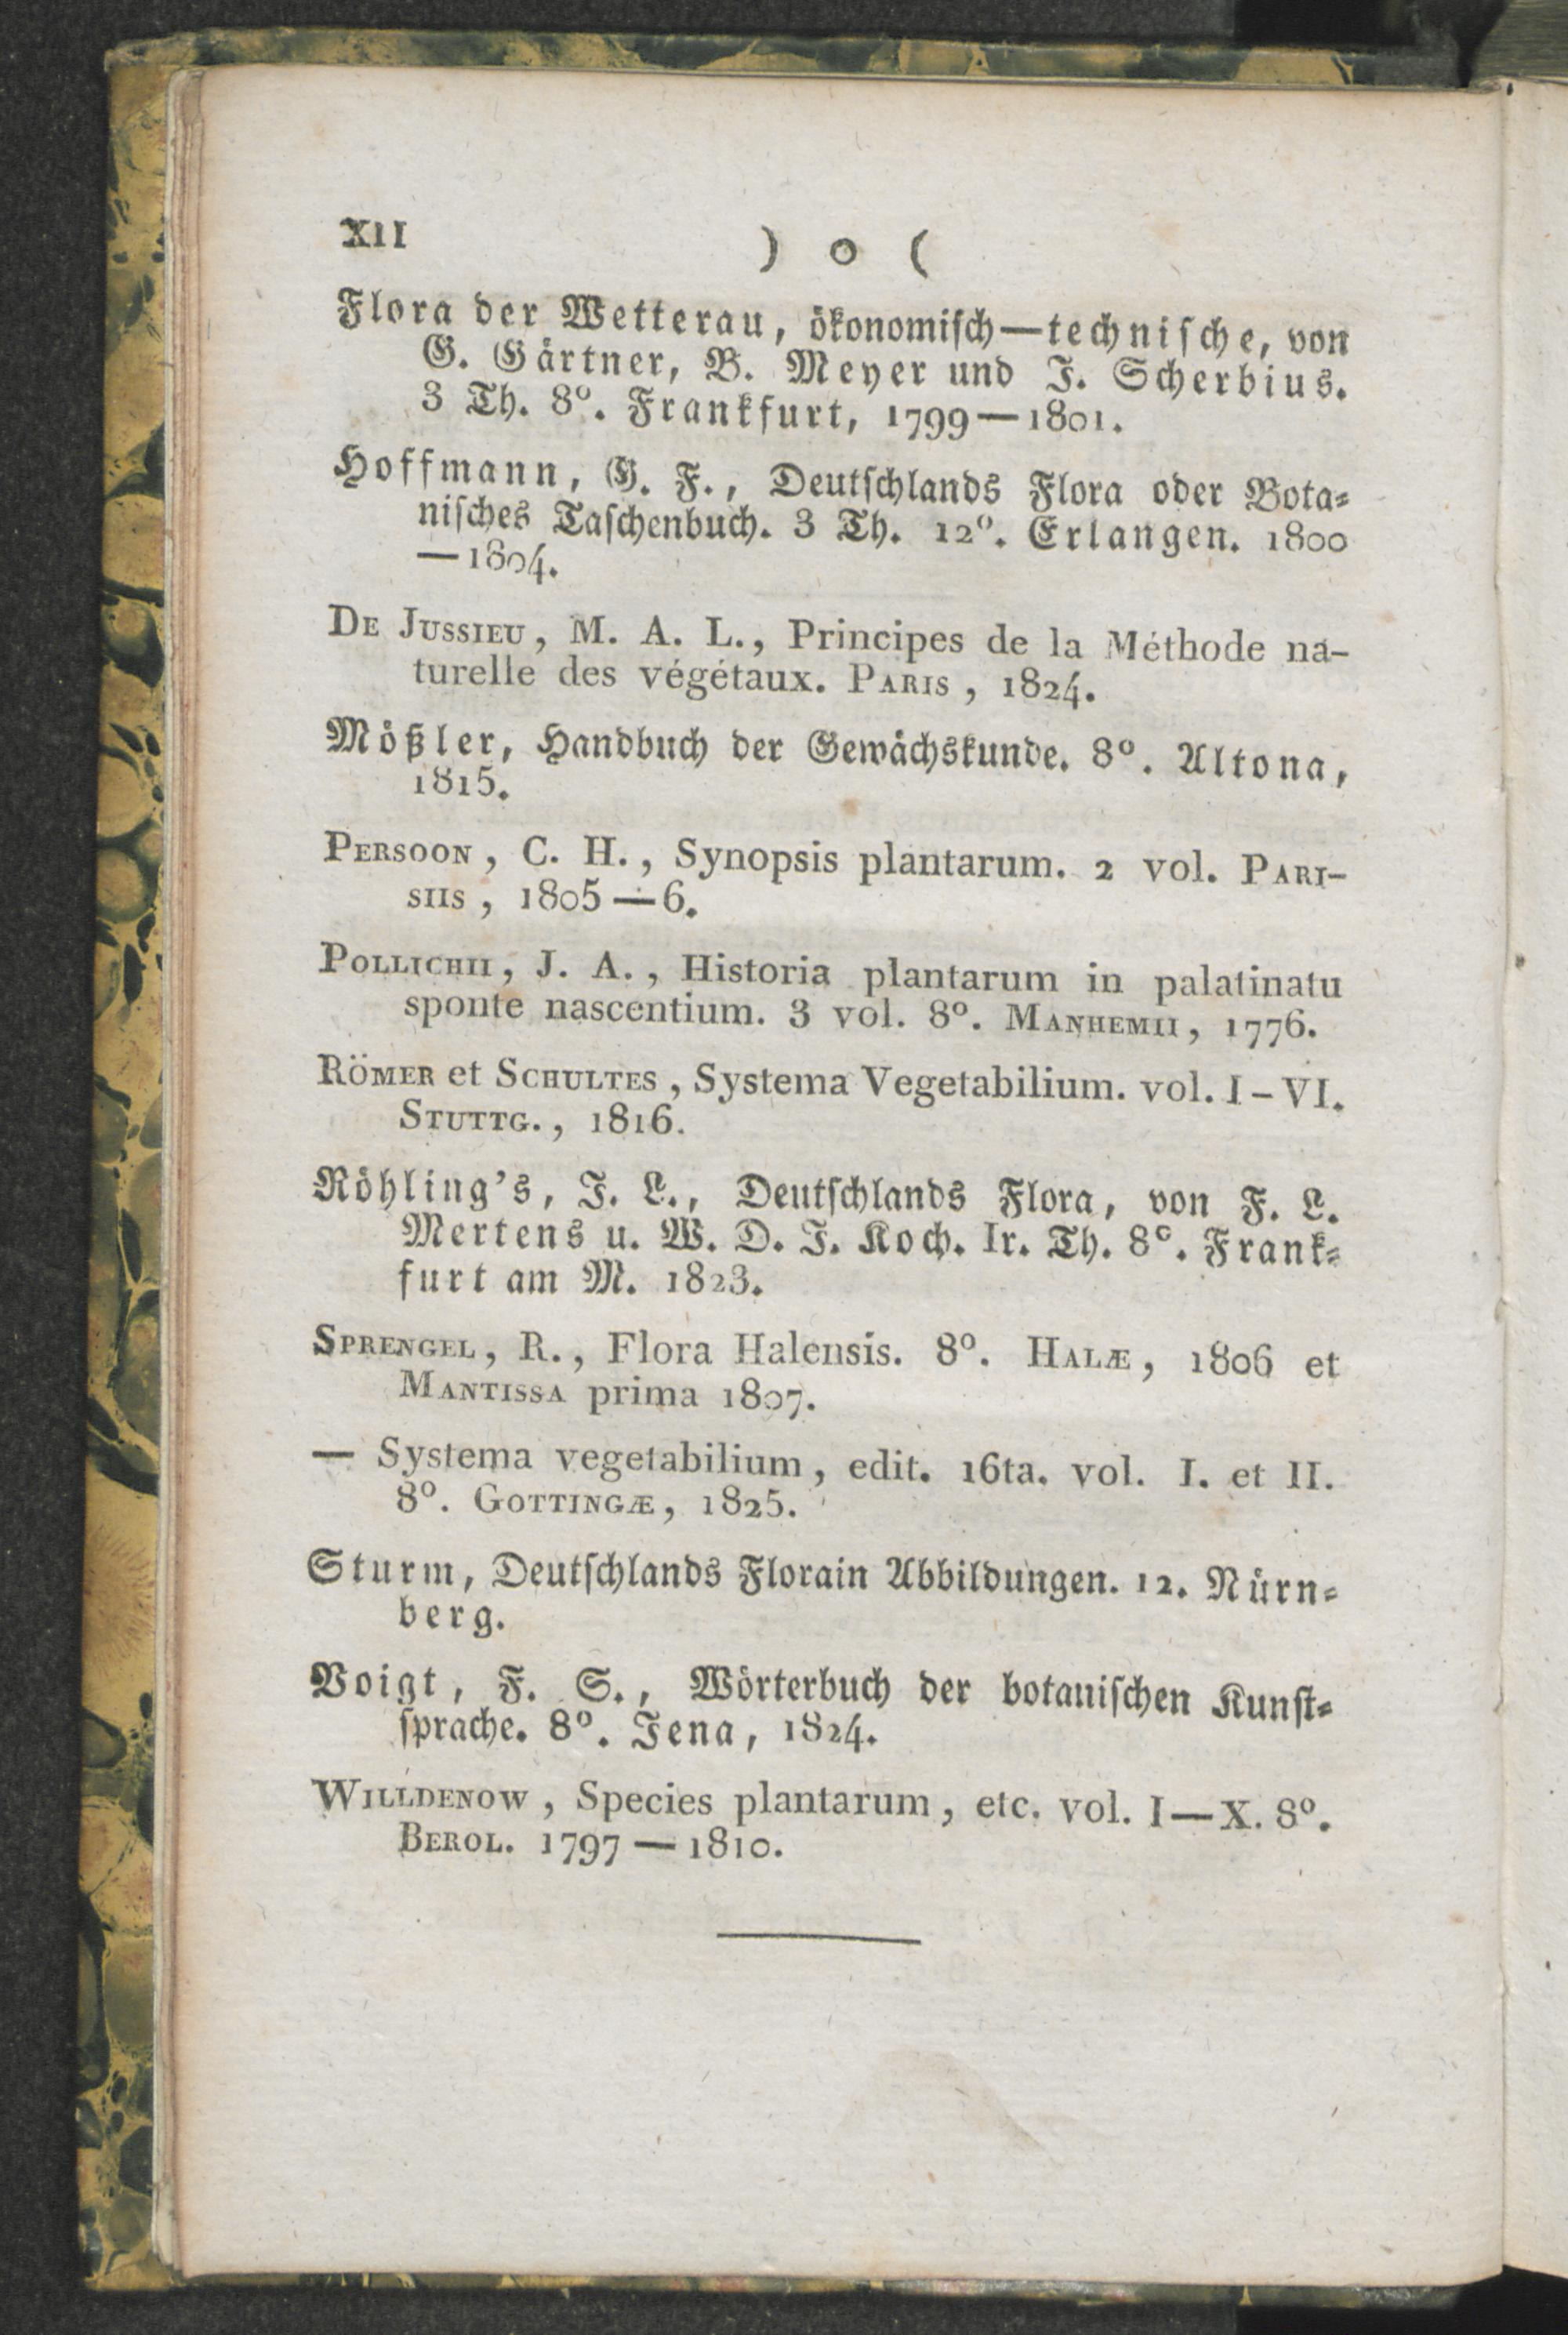 XII
) o (
Flora der Wetterau, ökonomisch—technische, von
G. Gärtner, B. Meyer und J. Scherbius.
3 Th. 8°. Frankfurt, 1799—1801.
Hoffmann, G. F., Deutschlands Flora oder Bota-
nisches Taschenbuch. 3 Th. 12°. Erlangen. 1800
—1804.
De Jussieu, M. A. L., Principes de la Méthode na-
turelle des végétaux. Paris, 1824.
Mößler, Handbuch der Gewächskunde. 8°. Altona,
1815.
Persoon, C. H., Synopsis plantarum. 2 vol. Pari-
siis, 1805—6.
Pollichii, J. A., Historia plantarum in palatinatu
sponte nascentium. 3 vol. 8°. Manhemii, 1776.
Römer et Schultes, Systema Vegetabilium. vol. I-VI.
Stuttg., 1816.
Röhling's, J. L., Deutschlands Flora, von F. L.
Mertens u. W. D. J. Koch. Ir. Th. 8°. Frank-
furt am M. 1823.
Sprengel, R., Flora Halensis. 8°. Halæ, 1806 et
Mantissa prima 1807.
— Systema vegetabilium, edit. 16ta. vol. I. et II.
8°. Gottingæ, 1825.
Sturm, Deutschlands Florain Abbildungen. 12. Nürn-
berg.
Voigt, F. S., Wörterbuch der botanischen Kunst-
sprache. 8°. Jena, 1824.
Willdenow, Species plantarum, etc. vol. I—X. 8°.
Berol. 1797—1810.